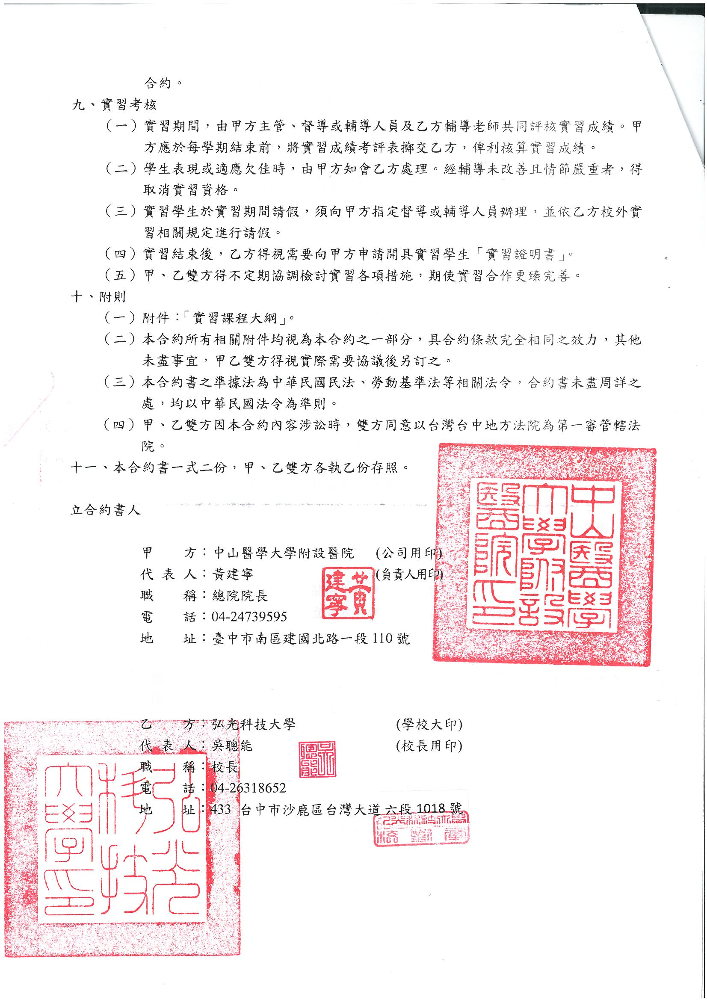 合約。
九、實習考核
（一）實習期間，由甲方主管、督導或輔導人員及乙方輔導老師共同評核實習成績。甲
方應於每學期結束前，將實習成績考評表擲交乙方，俾利核算實習成績。
（二）學生表現或適應欠佳時，由甲方知會乙方處理。經輔導未改善且情節嚴重者，得
取消實習資格。
（三）實習學生於實習期間請假，須向甲方指定督導或輔導人員辦理，並依乙方校外實
習相關規定進行請假。
（四）實習結束後，乙方得視需要向甲方申請開具實習學生「實習證明書」。
（五）甲、乙雙方得不定期協調檢討實習各項措施，期使實習合作更臻完善。
十、附則
（一）附件：「實習課程大綱」。
（二）本合約所有相關附件均視為本合約之一部分，具合約條款完全相同之效力，其他
未盡事宜，甲乙雙方得視實際需要協議後另訂之。
（三）本合約書之準據法為中華民國民法、勞動基準法等相關法令，合約書未盡周詳之
處，均以中華民國法令為準則。
（四）甲、乙雙方因本合約內容涉訟時，雙方同意以台灣台中地方法院為第一審管轄法
院。
十一、本合約書一式二份，甲、乙雙方各執乙份存照。
立合約書人
甲方：中山醫學大學附設醫院 (公司用印)
代表人：黃建寧 (負責人用印)
職稱：總院院長
電話：04-24739595
地址：臺中市南區建國北路一段 110 號
中山醫學
大學附設
醫院印
黃
建寧
乙方：弘光科技大學 (學校大印)
代表人：吳聰能 (校長用印)
職稱：校長
電話：04-26318652
地址：433 台中市沙鹿區台灣大道六段 1018 號
吳
聰能
弘光
科技
大學印
弘光科技大學
校對章